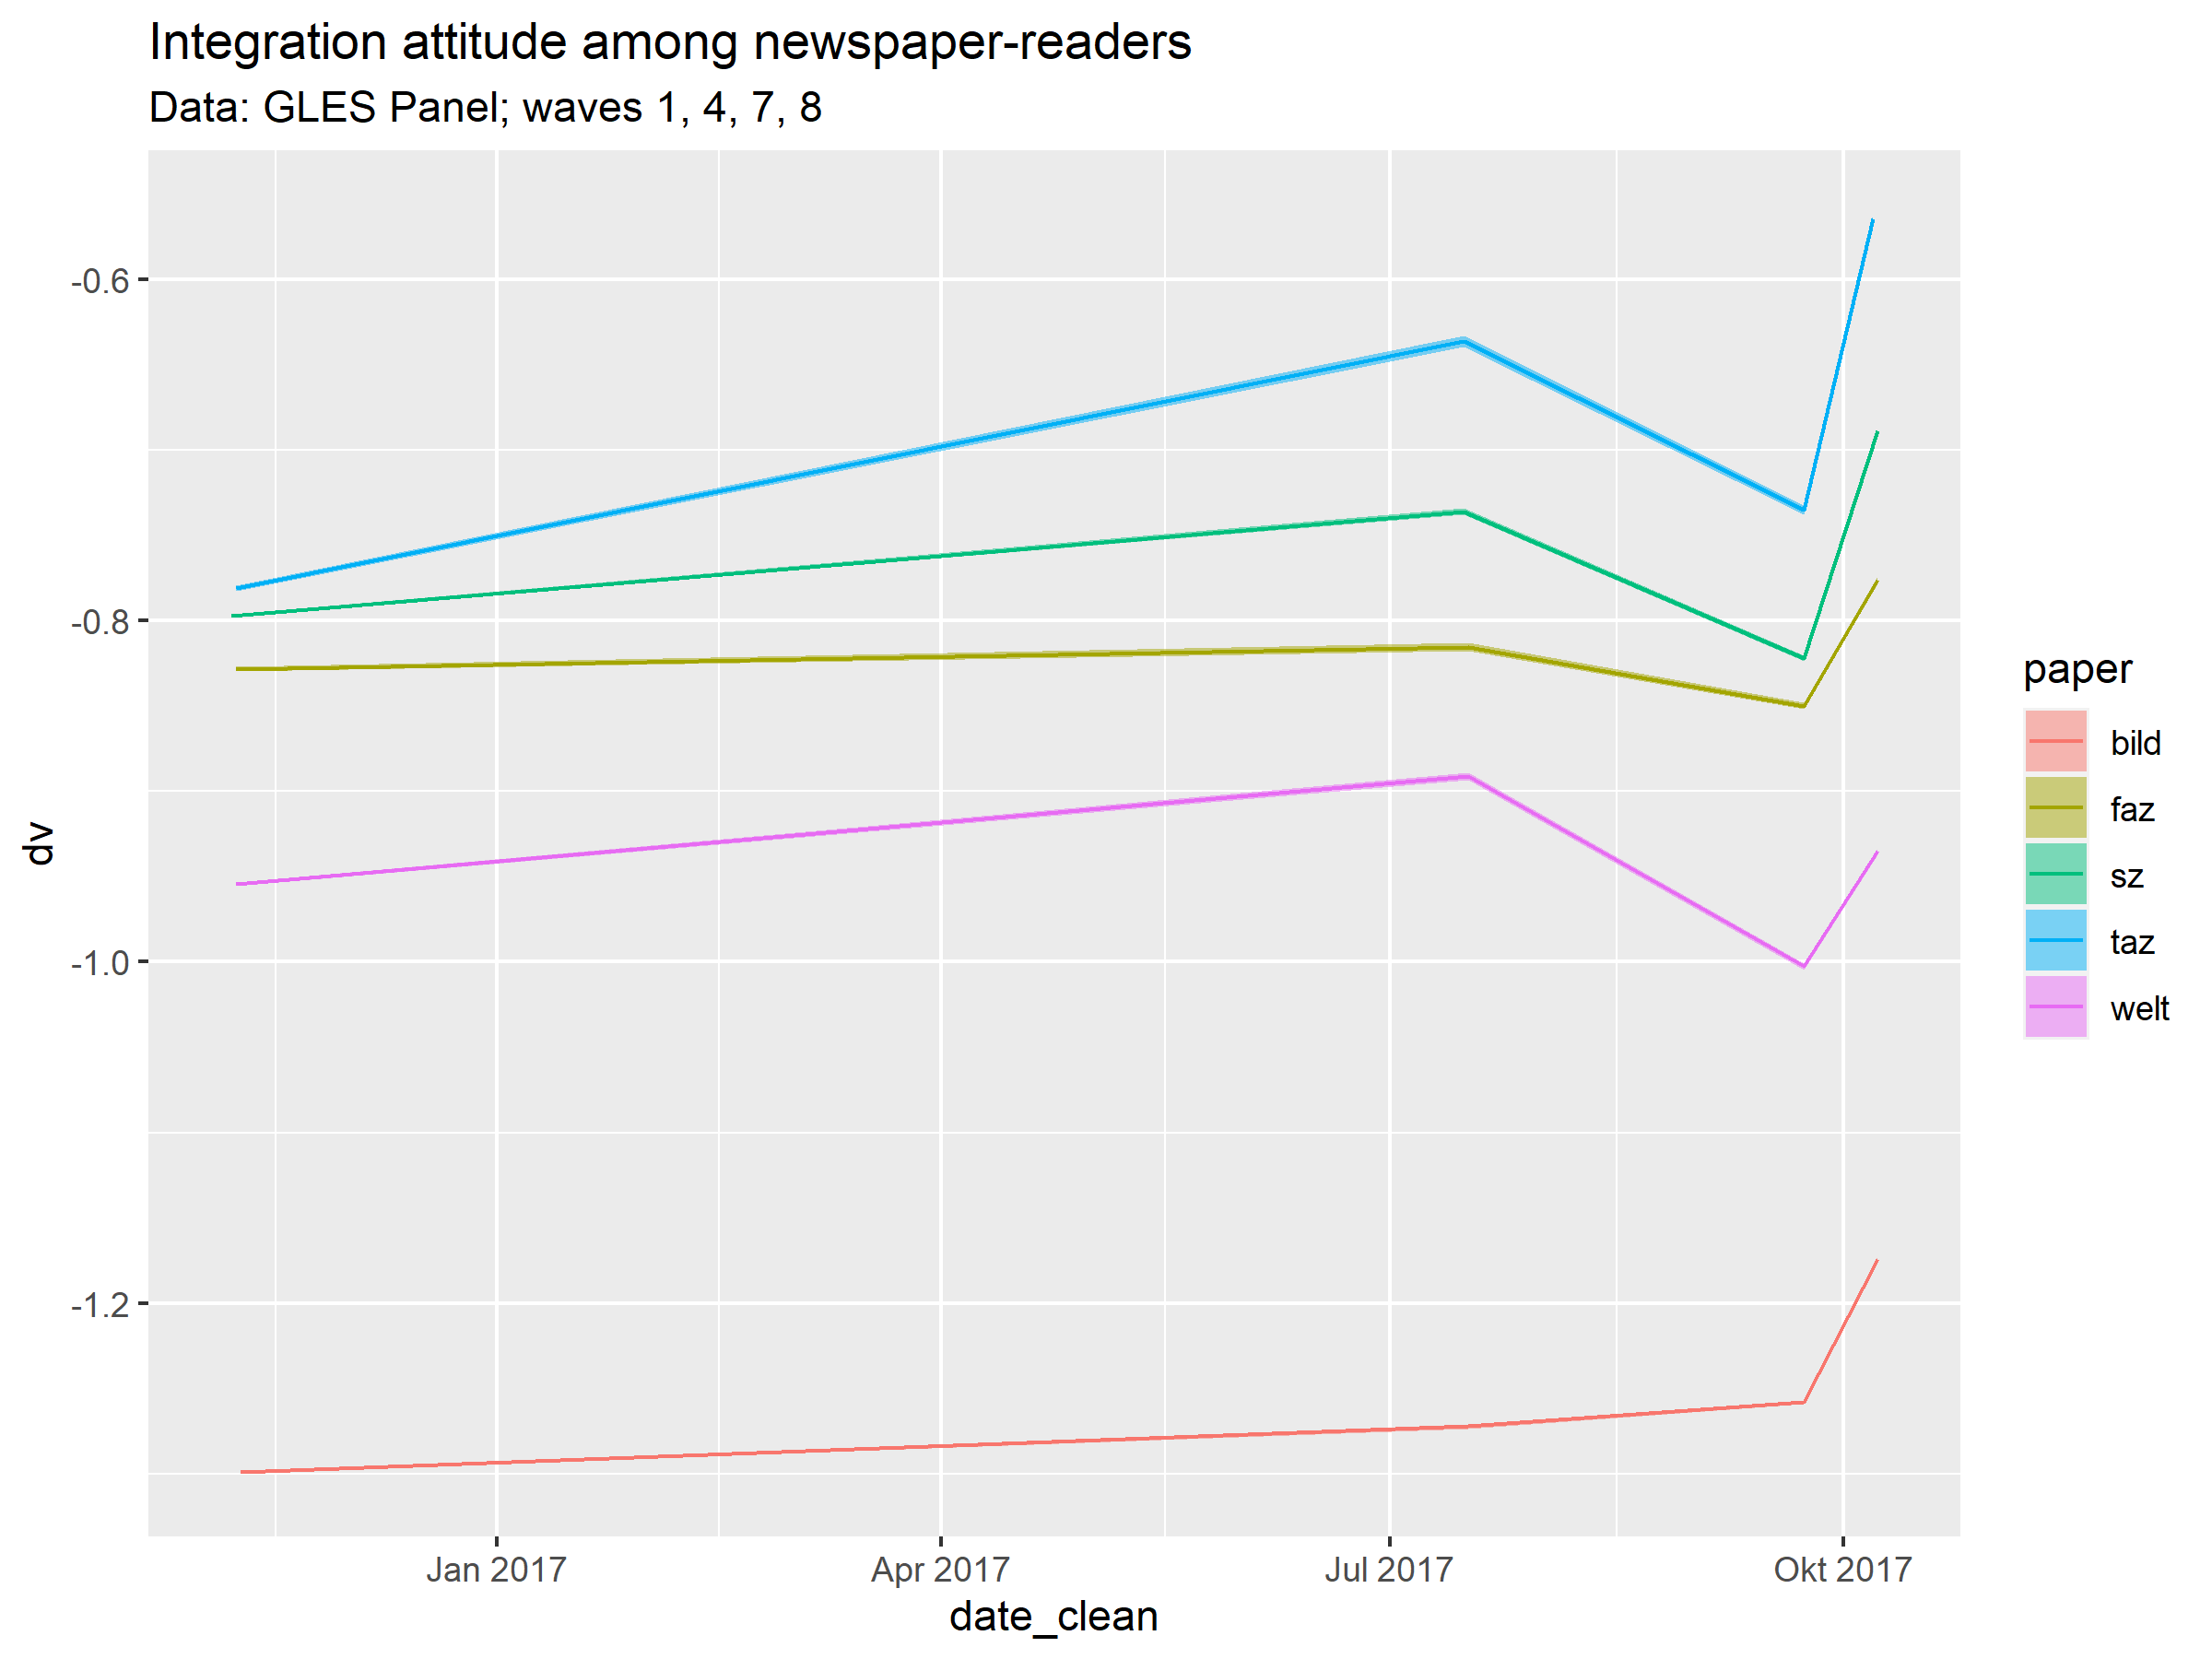 Integration attitude among newspaper-readers
Data: GLES Panel; waves 1, 4, 7, 8
-0.6
-0.8
-1.0
-1.2
dv
Jan 2017
Apr 2017
Jul 2017
Okt 2017
date_clean
paper
bild
faz
sz
taz
welt